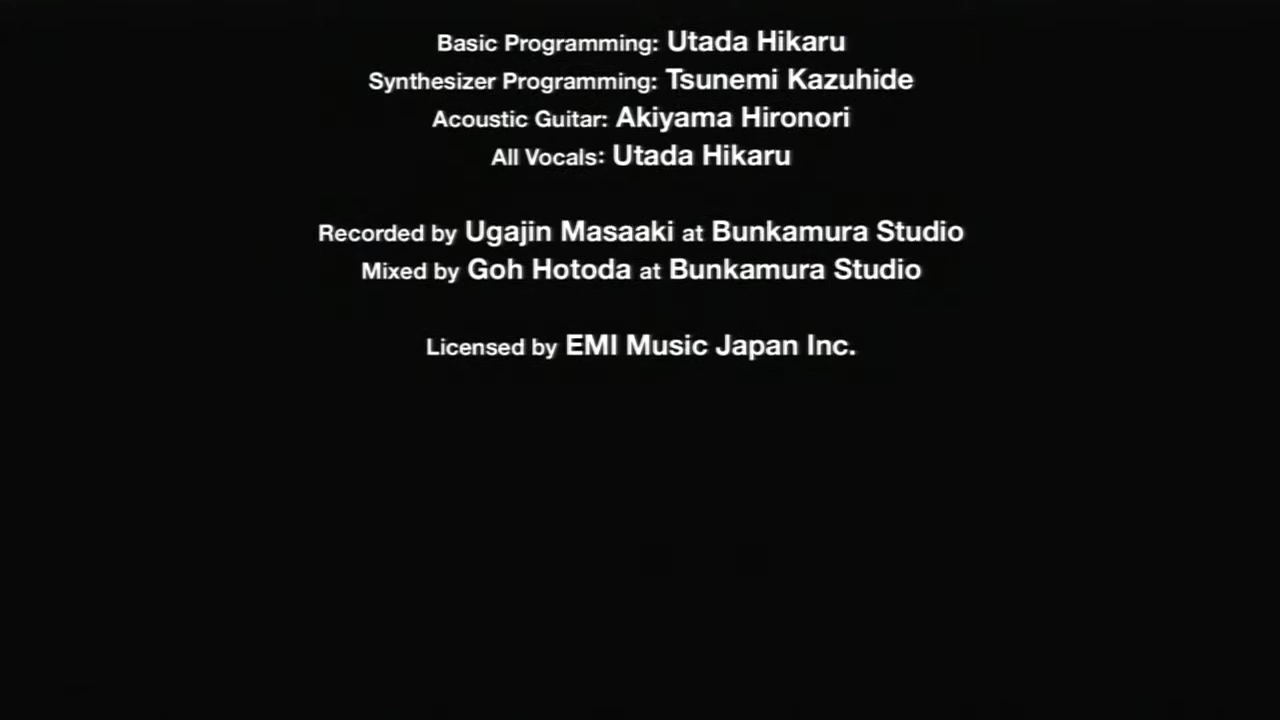 Basic Programming: Utada Hikaru
Synthesizer Programming: Tsunemi Kazuhide
Acoustic Guitar: Akiyama Hironori
All Vocals: Utada Hikaru
Recorded by Ugajin Masaaki at Bunkamura Studio
Mixed by Goh Hotoda at Bunkamura Studio
Licensed by EMI Music Japan Inc.